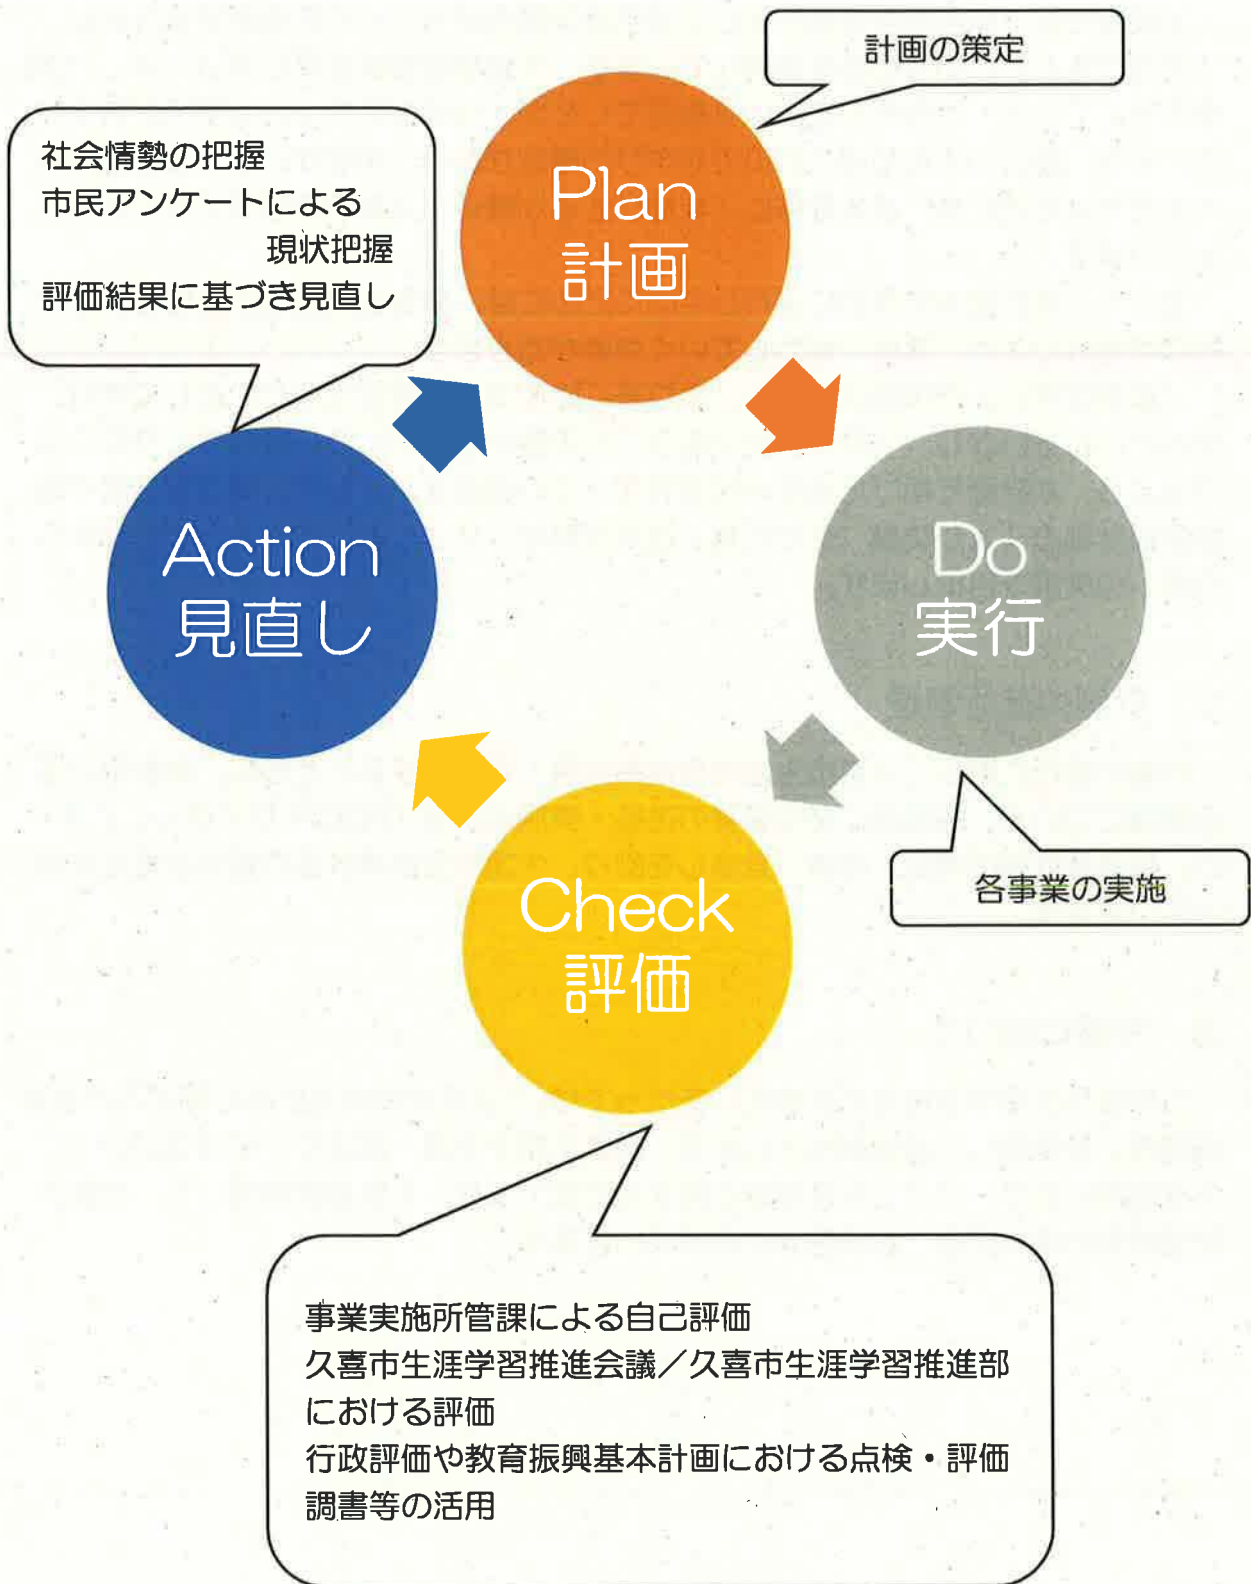 計画の策定
社会情勢の把握
市民アンケートによる
現状把握
評価結果に基づき見直し
Plan
計画
Action
見直し
Do
実行
各事業の実施
Check
評価
事業実施所管課による自己評価
久喜市生涯学習推進会議／久喜市生涯学習推進部
における評価
行政評価や教育振興基本計画における点検・評価
調書等の活用